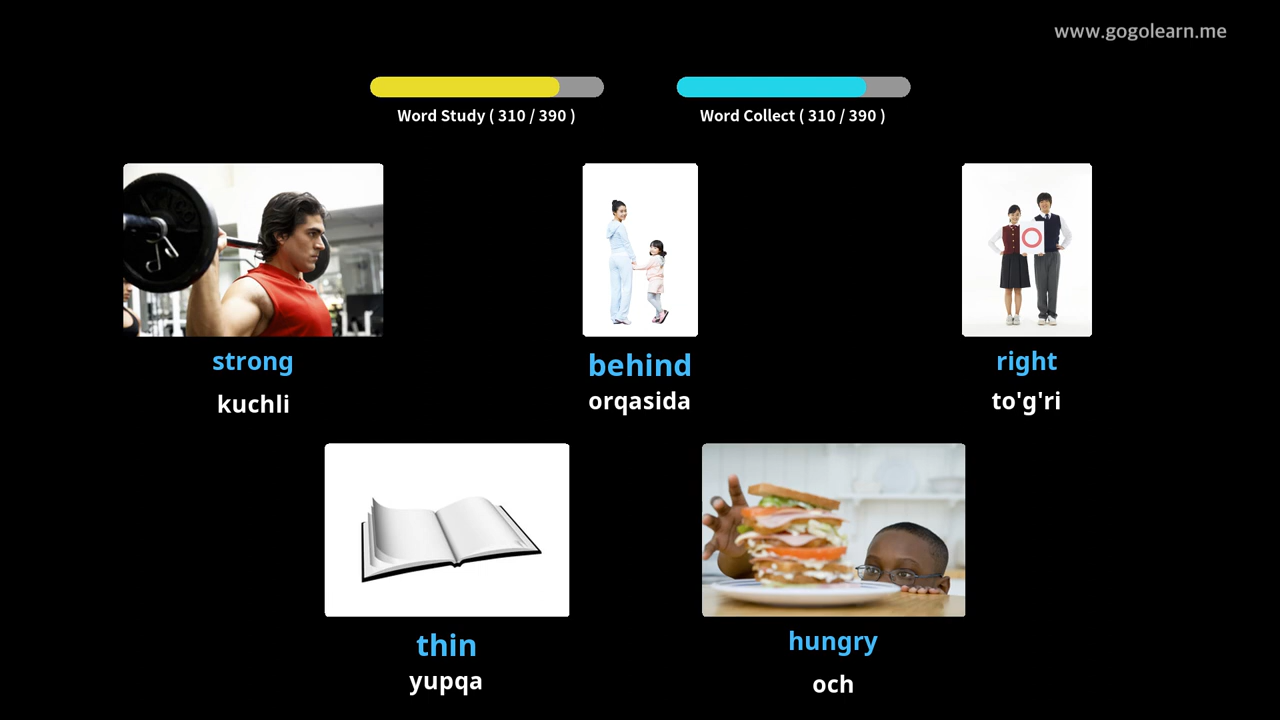 www.gogolearn.me
Word Study ( 310 / 390 )
Word Collect ( 310 / 390 )
strong
kuchli
behind
orqasida
right
to'g'ri
thin
yupqa
hungry
och